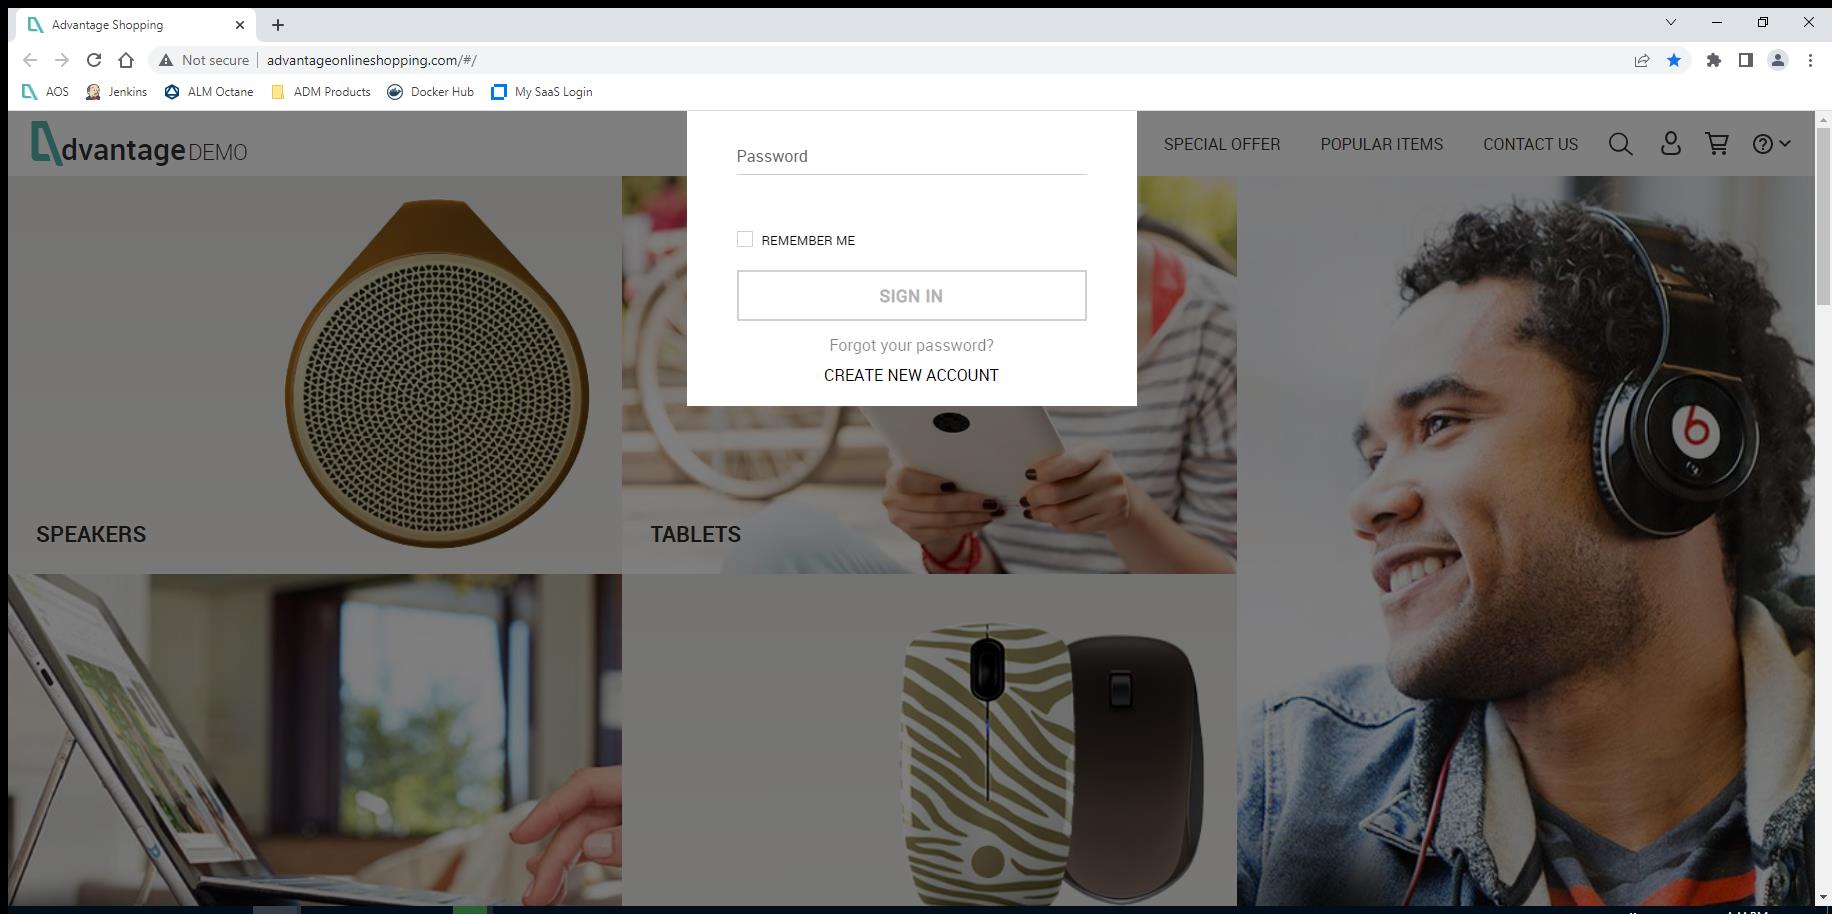 Advantage Shopping
Not secure advantageonlineshopping.com/#/
AOS Jenkins ALM Octane ADM Products Docker Hub My SaaS Login
dvantage DEMO
SPECIAL OFFER POPULAR ITEMS CONTACT US
Password
REMEMBER ME
SIGN IN
Forgot your password?
CREATE NEW ACCOUNT
SPEAKERS
TABLETS
b